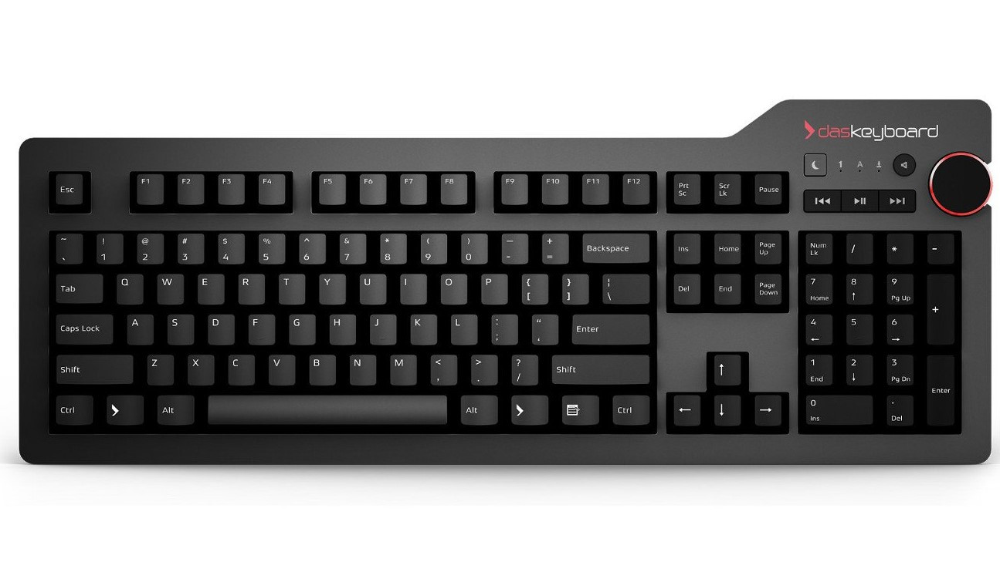 daskeyboard
1 A
Esc F1 F2 F3 F4 F5 F6 F7 F8 F9 F10 F11 F12 Prt Sc Scr Lk Pause
~ ` ! 1 @ 2 # 3 $ 4 % 5 ^ 6 & 7 * 8 ( 9 ) 0 — - + = Backspace Ins Home Page Up Num Lk / * -
Tab Q W E R T Y U I O P { [ } ] ¦ \ Del End Page Down 7 Home 8 ↑ 9 Pg Up +
Caps Lock A S D F G H J K L : ; “ ‘ Enter 4 ← 5 6 →
Shift Z X C V B N M < , > . ? / Shift ↑ 1 End 2 ↓ 3 Pg Dn Enter
Ctrl Alt Alt Ctrl ← ↓ → 0 Ins . Del